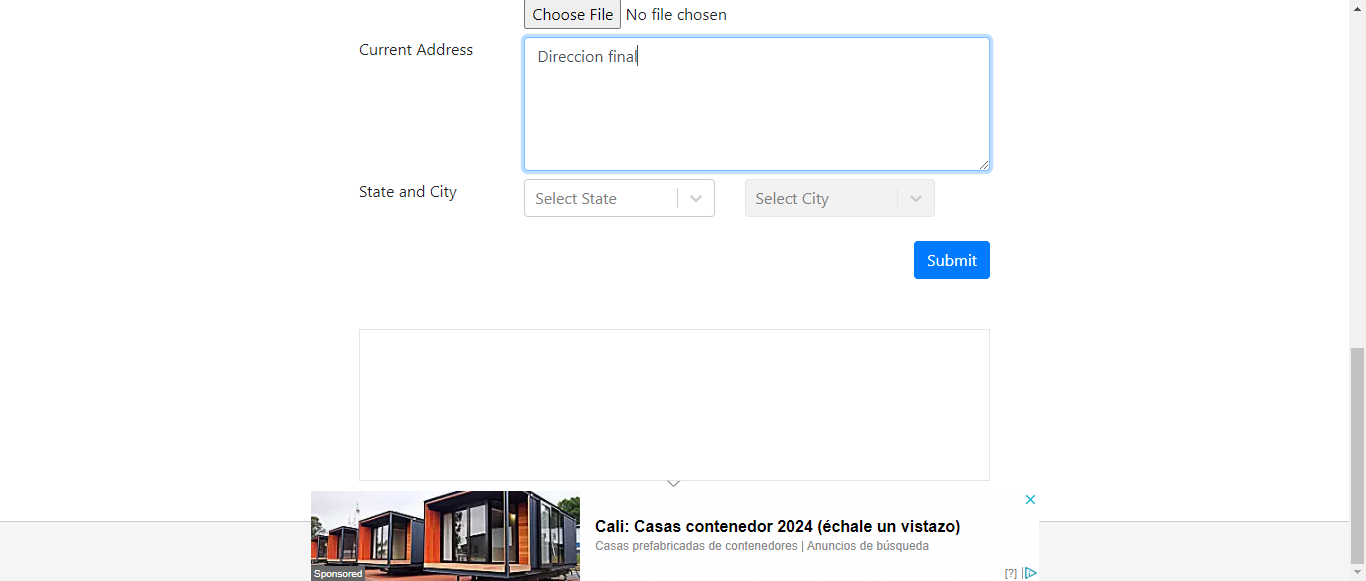 Choose File No file chosen
Current Address
Direccion final
State and City
Select State
Select City
Submit
Cali: Casas contenedor 2024 (échale un vistazo)
Casas prefabricadas de contenedores | Anuncios de búsqueda
Sponsored
[?]